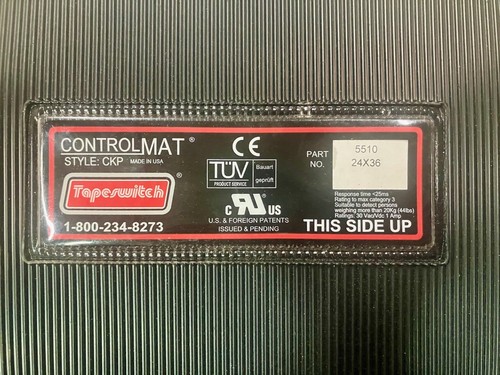 CONTROLMAT®
STYLE: CKP MADE IN USA
Tapeswitch®
1-800-234-8273
CE
TÜV
PRODUCT SERVICE
Bauart
geprüft
C RU US
U.S. & FOREIGN PATENTS
ISSUED & PENDING
PART
NO.
5510
24X36
Response time <25ms
Rating to max category 3
Suitable to detect persons
weighing more than 20Kg (44lbs)
Ratings: 30 Vac/Vdc 1 Amp
THIS SIDE UP